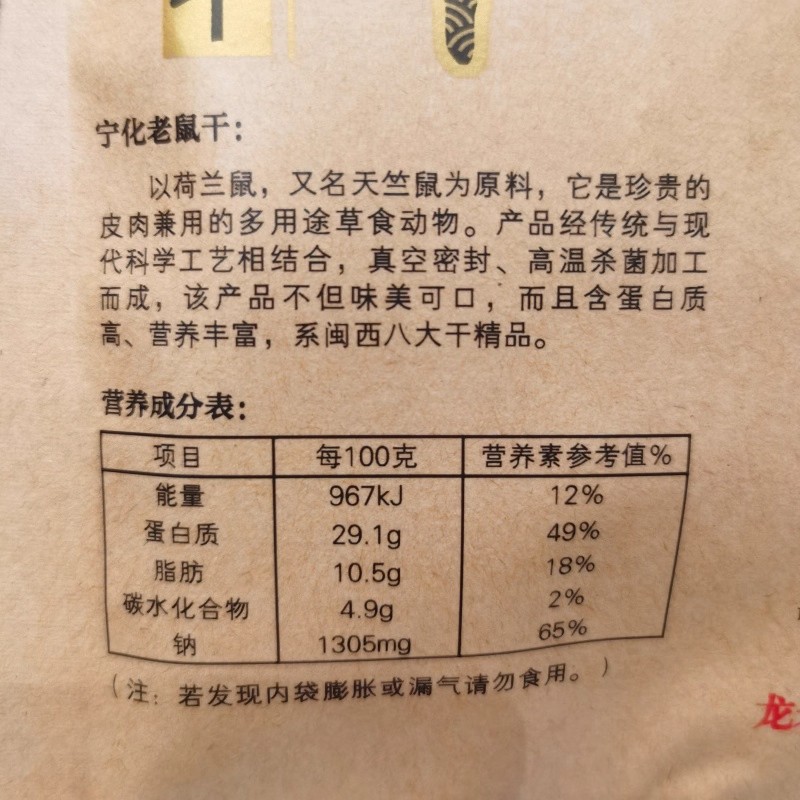 干
宁化老鼠干：
以荷兰鼠，又名天竺鼠为原料，它是珍贵的
皮肉兼用的多用途草食动物。产品经传统与现
代科学工艺相结合，真空密封、高温杀菌加工
而成，该产品不但味美可口，而且含蛋白质
高、营养丰富，系闽西八大干精品。
营养成分表：
项目 每100克 营养素参考值%
能量 967kJ 12%
蛋白质 29.1g 49%
脂肪 10.5g 18%
碳水化合物 4.9g 2%
钠 1305mg 65%
（注：若发现内袋膨胀或漏气请勿食用。）
龙